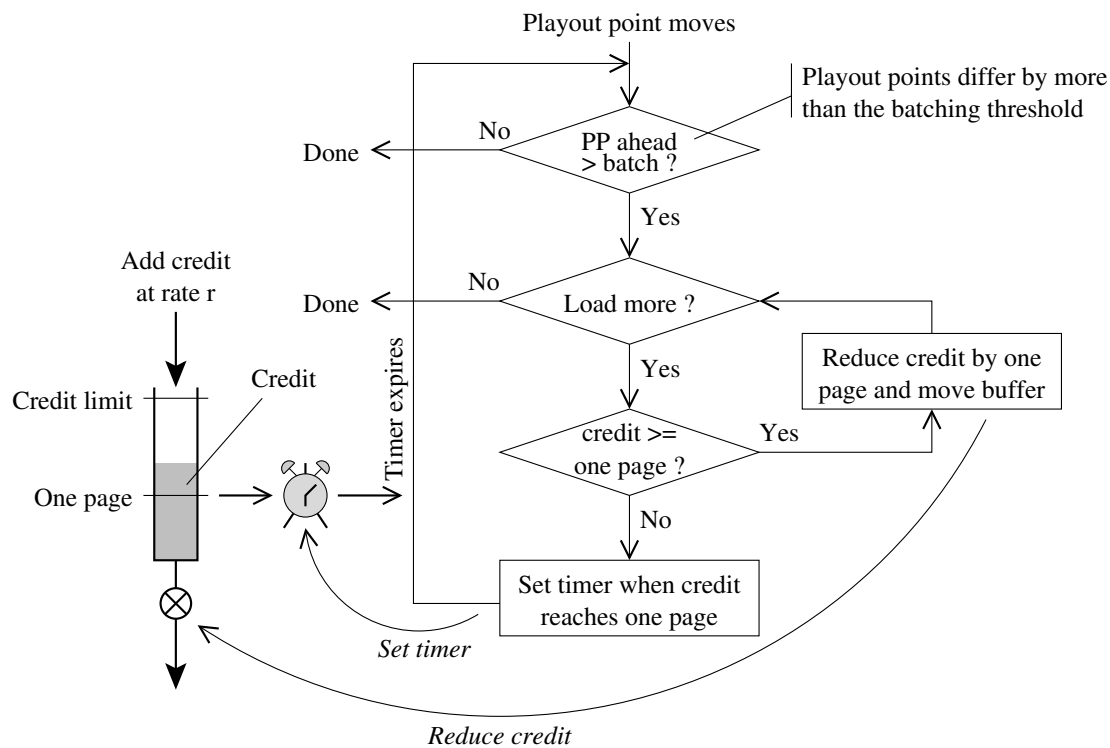 Playout point moves
Playout points differ by more
than the batching threshold
No
PP ahead
> batch ?
Done
Yes
Add credit
at rate r
No
Load more ?
Done
Timer expires
Reduce credit by one
page and move buffer
Credit
Yes
Credit limit
credit >=
one page ?
Yes
One page
No
Set timer when credit
reaches one page
Set timer
Reduce credit